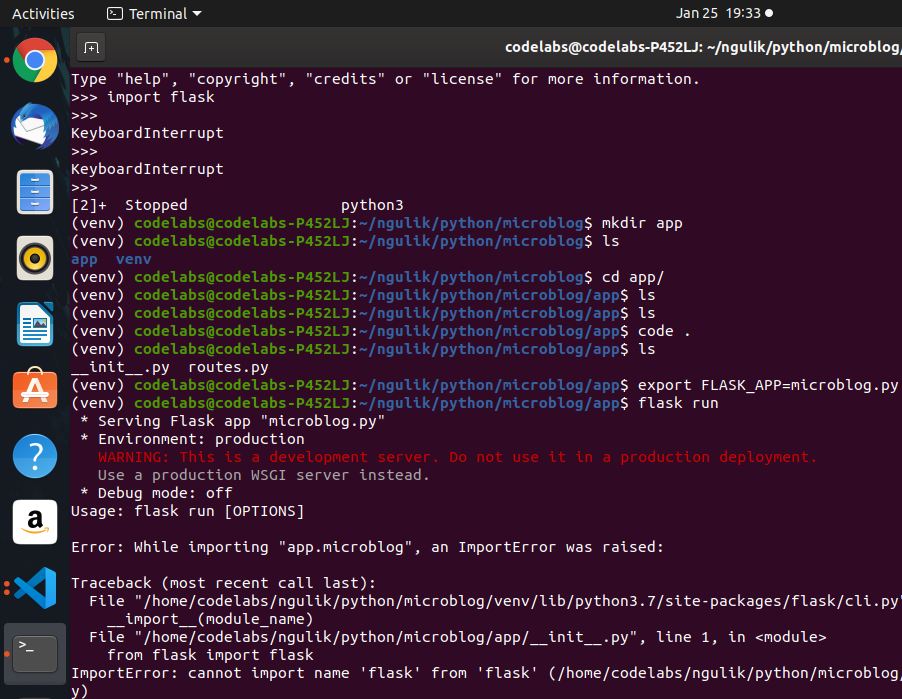 Activities Terminal Jan 25 19:33
codelabs@codelabs-P452LJ: ~/ngulik/python/microblog/
Type "help", "copyright", "credits" or "license" for more information.
>>> import flask
>>>
KeyboardInterrupt
>>>
KeyboardInterrupt
>>>
[2]+  Stopped                 python3
(venv) codelabs@codelabs-P452LJ:~/ngulik/python/microblog$ mkdir app
(venv) codelabs@codelabs-P452LJ:~/ngulik/python/microblog$ ls
app  venv
(venv) codelabs@codelabs-P452LJ:~/ngulik/python/microblog$ cd app/
(venv) codelabs@codelabs-P452LJ:~/ngulik/python/microblog/app$ ls
(venv) codelabs@codelabs-P452LJ:~/ngulik/python/microblog/app$ ls
(venv) codelabs@codelabs-P452LJ:~/ngulik/python/microblog/app$ code .
(venv) codelabs@codelabs-P452LJ:~/ngulik/python/microblog/app$ ls
__init__.py  routes.py
(venv) codelabs@codelabs-P452LJ:~/ngulik/python/microblog/app$ export FLASK_APP=microblog.py
(venv) codelabs@codelabs-P452LJ:~/ngulik/python/microblog/app$ flask run
 * Serving Flask app "microblog.py"
 * Environment: production
   WARNING: This is a development server. Do not use it in a production deployment.
   Use a production WSGI server instead.
 * Debug mode: off
Usage: flask run [OPTIONS]
Error: While importing "app.microblog", an ImportError was raised:
Traceback (most recent call last):
  File "/home/codelabs/ngulik/python/microblog/venv/lib/python3.7/site-packages/flask/cli.py"
    __import__(module_name)
  File "/home/codelabs/ngulik/python/microblog/app/__init__.py", line 1, in <module>
    from flask import flask
ImportError: cannot import name 'flask' from 'flask' (/home/codelabs/ngulik/python/microblog/
y)